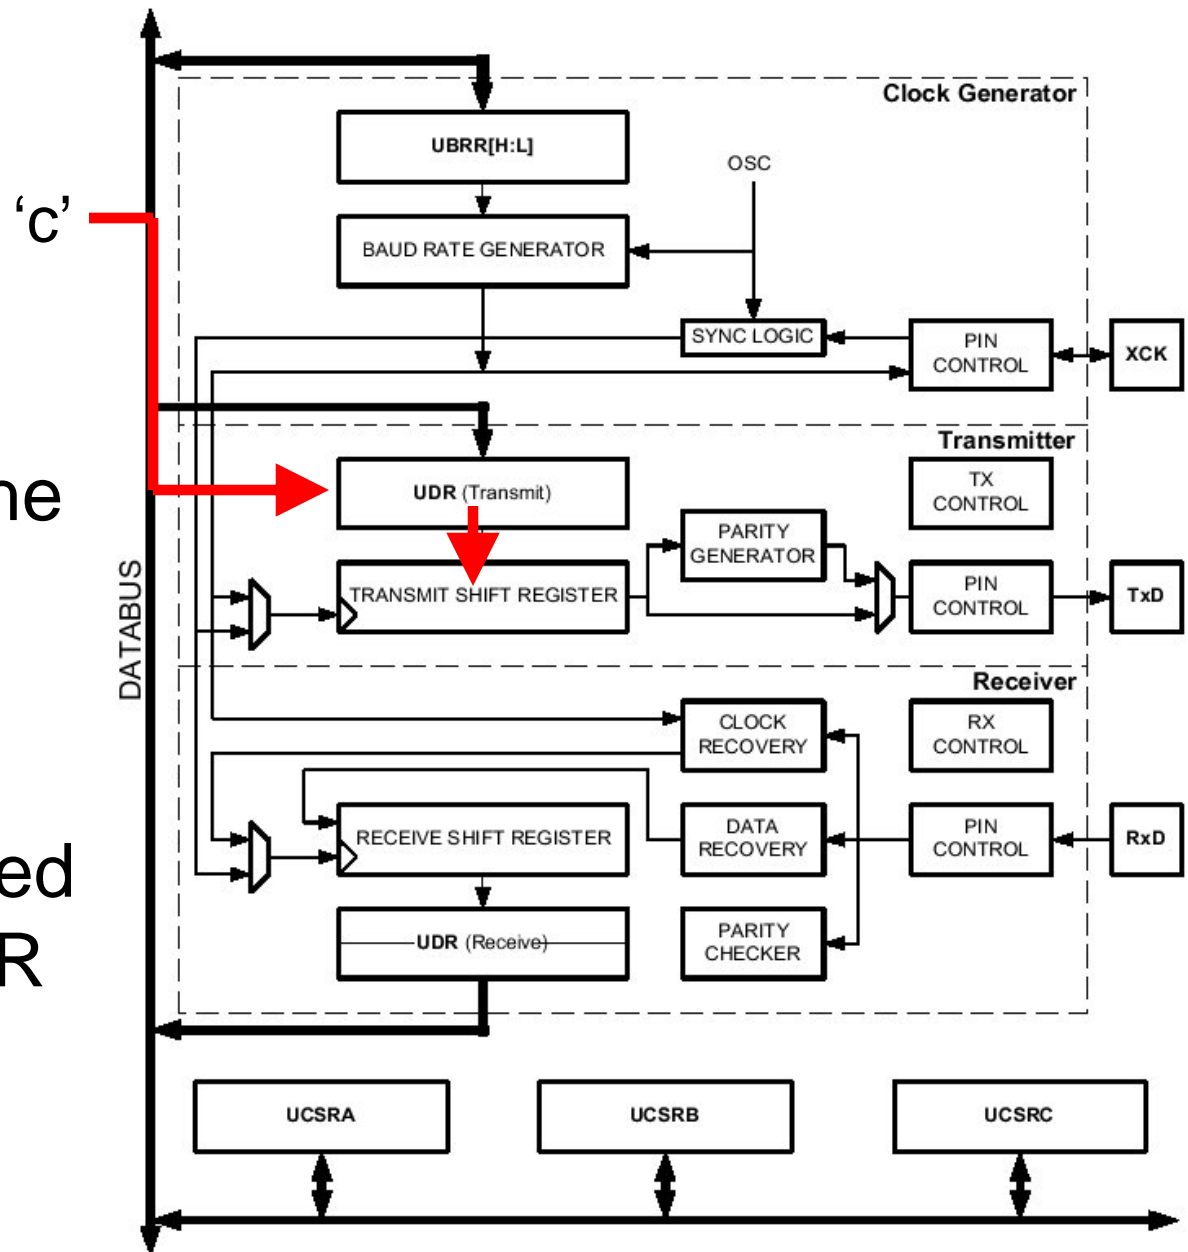 Clock Generator
UBRR[H:L]
OSC
‘c’
BAUD RATE GENERATOR
SYNC LOGIC
PIN
CONTROL
XCK
Transmitter
ne
UDR (Transmit)
TX
CONTROL
PARITY
GENERATOR
TRANSMIT SHIFT REGISTER
PIN
CONTROL
TxD
DATABUS
Receiver
CLOCK
RECOVERY
RX
CONTROL
RECEIVE SHIFT REGISTER
DATA
RECOVERY
PIN
CONTROL
RxD
ed
R
UDR (Receive)
PARITY
CHECKER
UCSRA
UCSRB
UCSRC